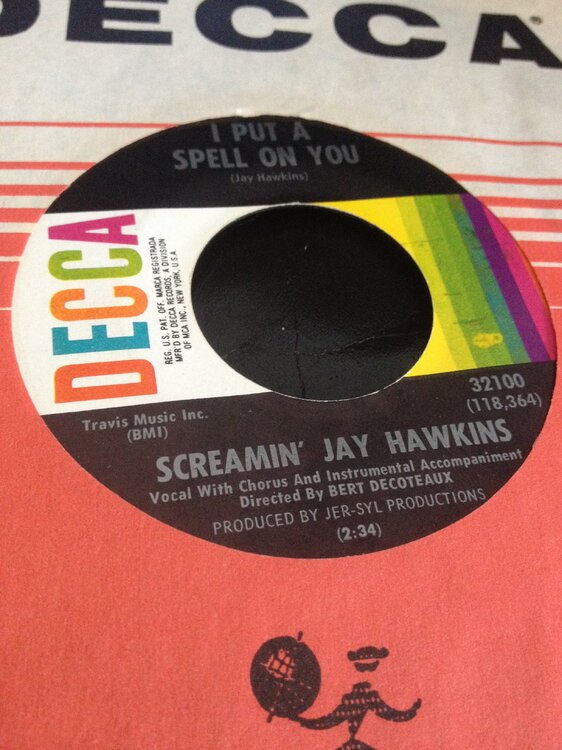 DECCA
I PUT A
SPELL ON YOU
(Jay Hawkins)
DECCA
REG. U.S. PAT. OFF. MARCA REGISTRADA
MFR'D BY DECCA RECORDS, A DIVISION
OF MCA INC., NEW YORK, U.S.A
32100
(118,364)
Travis Music Inc.
(BMI)
SCREAMIN' JAY HAWKINS
Vocal With Chorus And Instrumental Accompaniment
Directed By BERT DECOTEAUX
PRODUCED BY JER-SYL PRODUCTIONS
(2:34)